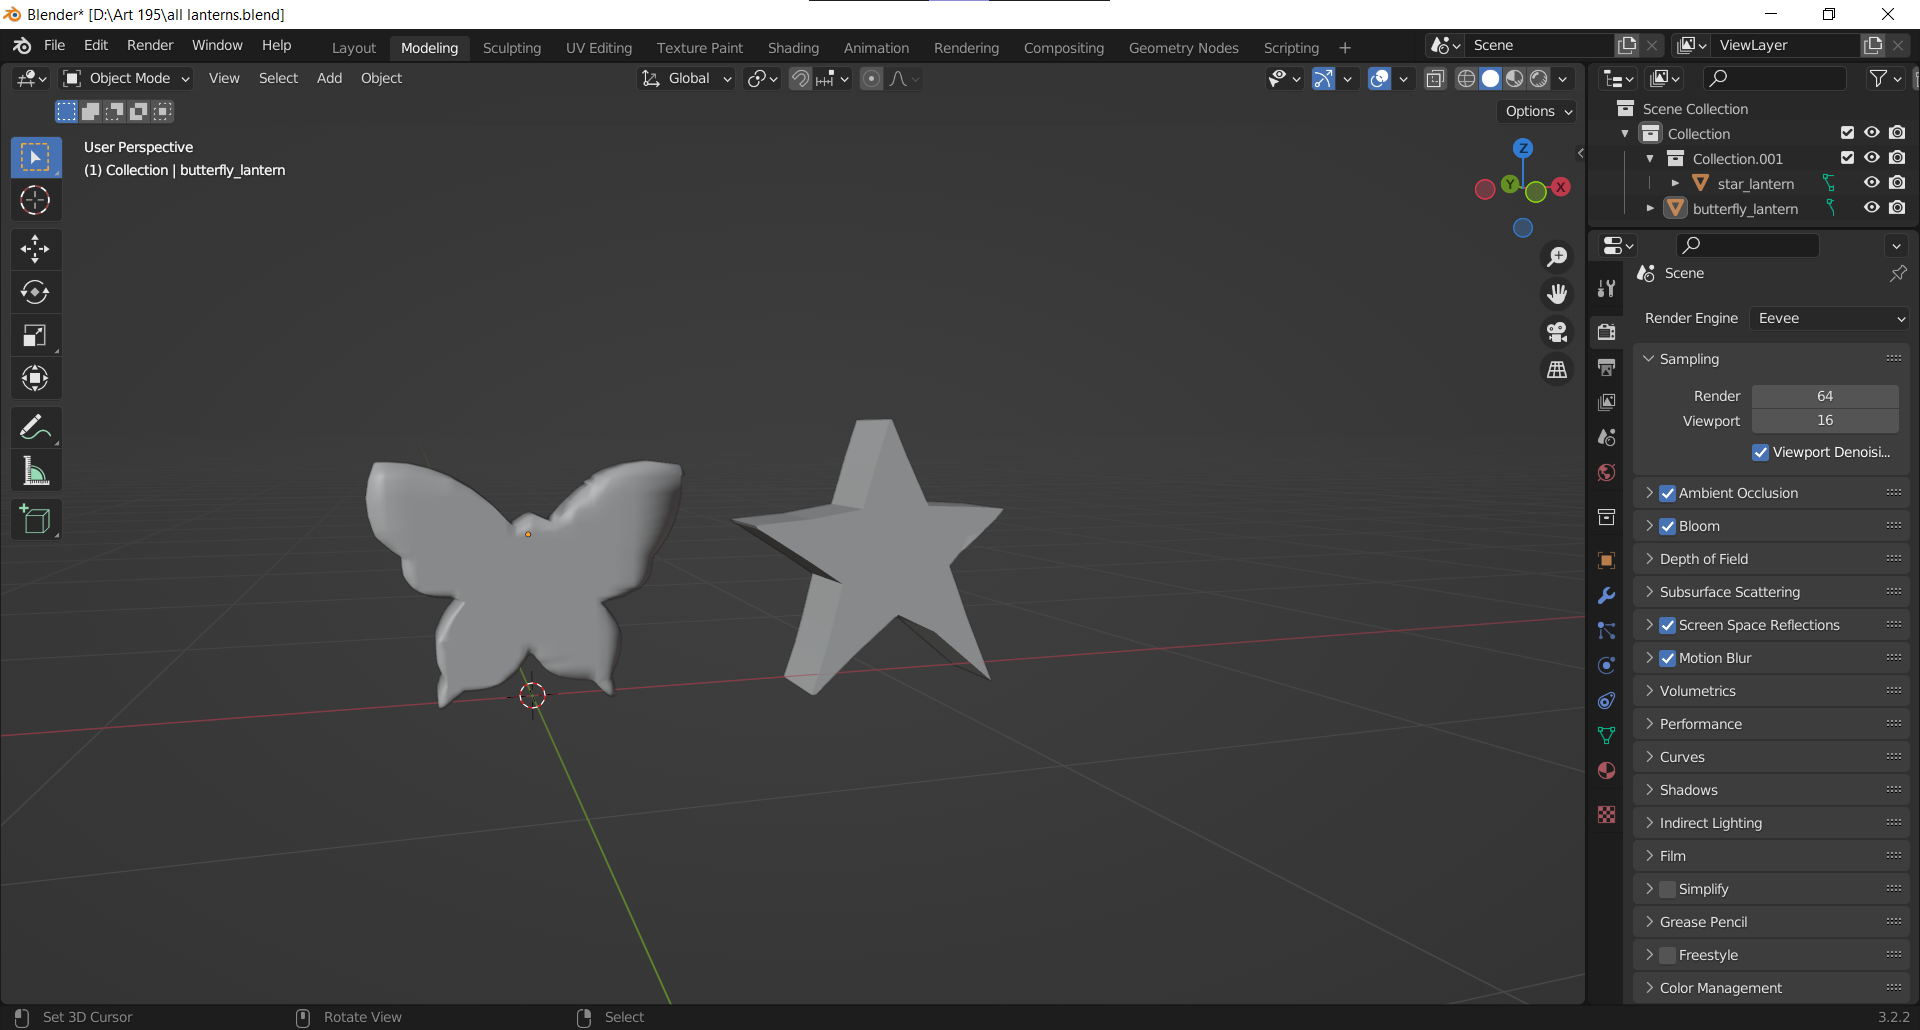 Blender* [D:\Art 195\all lanterns.blend]
File Edit Render Window Help Layout Modeling Sculpting UV Editing Texture Paint Shading Animation Rendering Compositing Geometry Nodes Scripting Scene ViewLayer
Object Mode View Select Add Object Global
Options
User Perspective
(1) Collection | butterfly_lantern
Z
Y
X
Scene Collection
Collection
Collection.001
star_lantern
butterfly_lantern
Scene
Render Engine Eevee
Sampling
Render 64
Viewport 16
Viewport Denoisi...
Ambient Occlusion
Bloom
Depth of Field
Subsurface Scattering
Screen Space Reflections
Motion Blur
Volumetrics
Performance
Curves
Shadows
Indirect Lighting
Film
Simplify
Grease Pencil
Freestyle
Color Management
Set 3D Cursor Rotate View Select 3.2.2